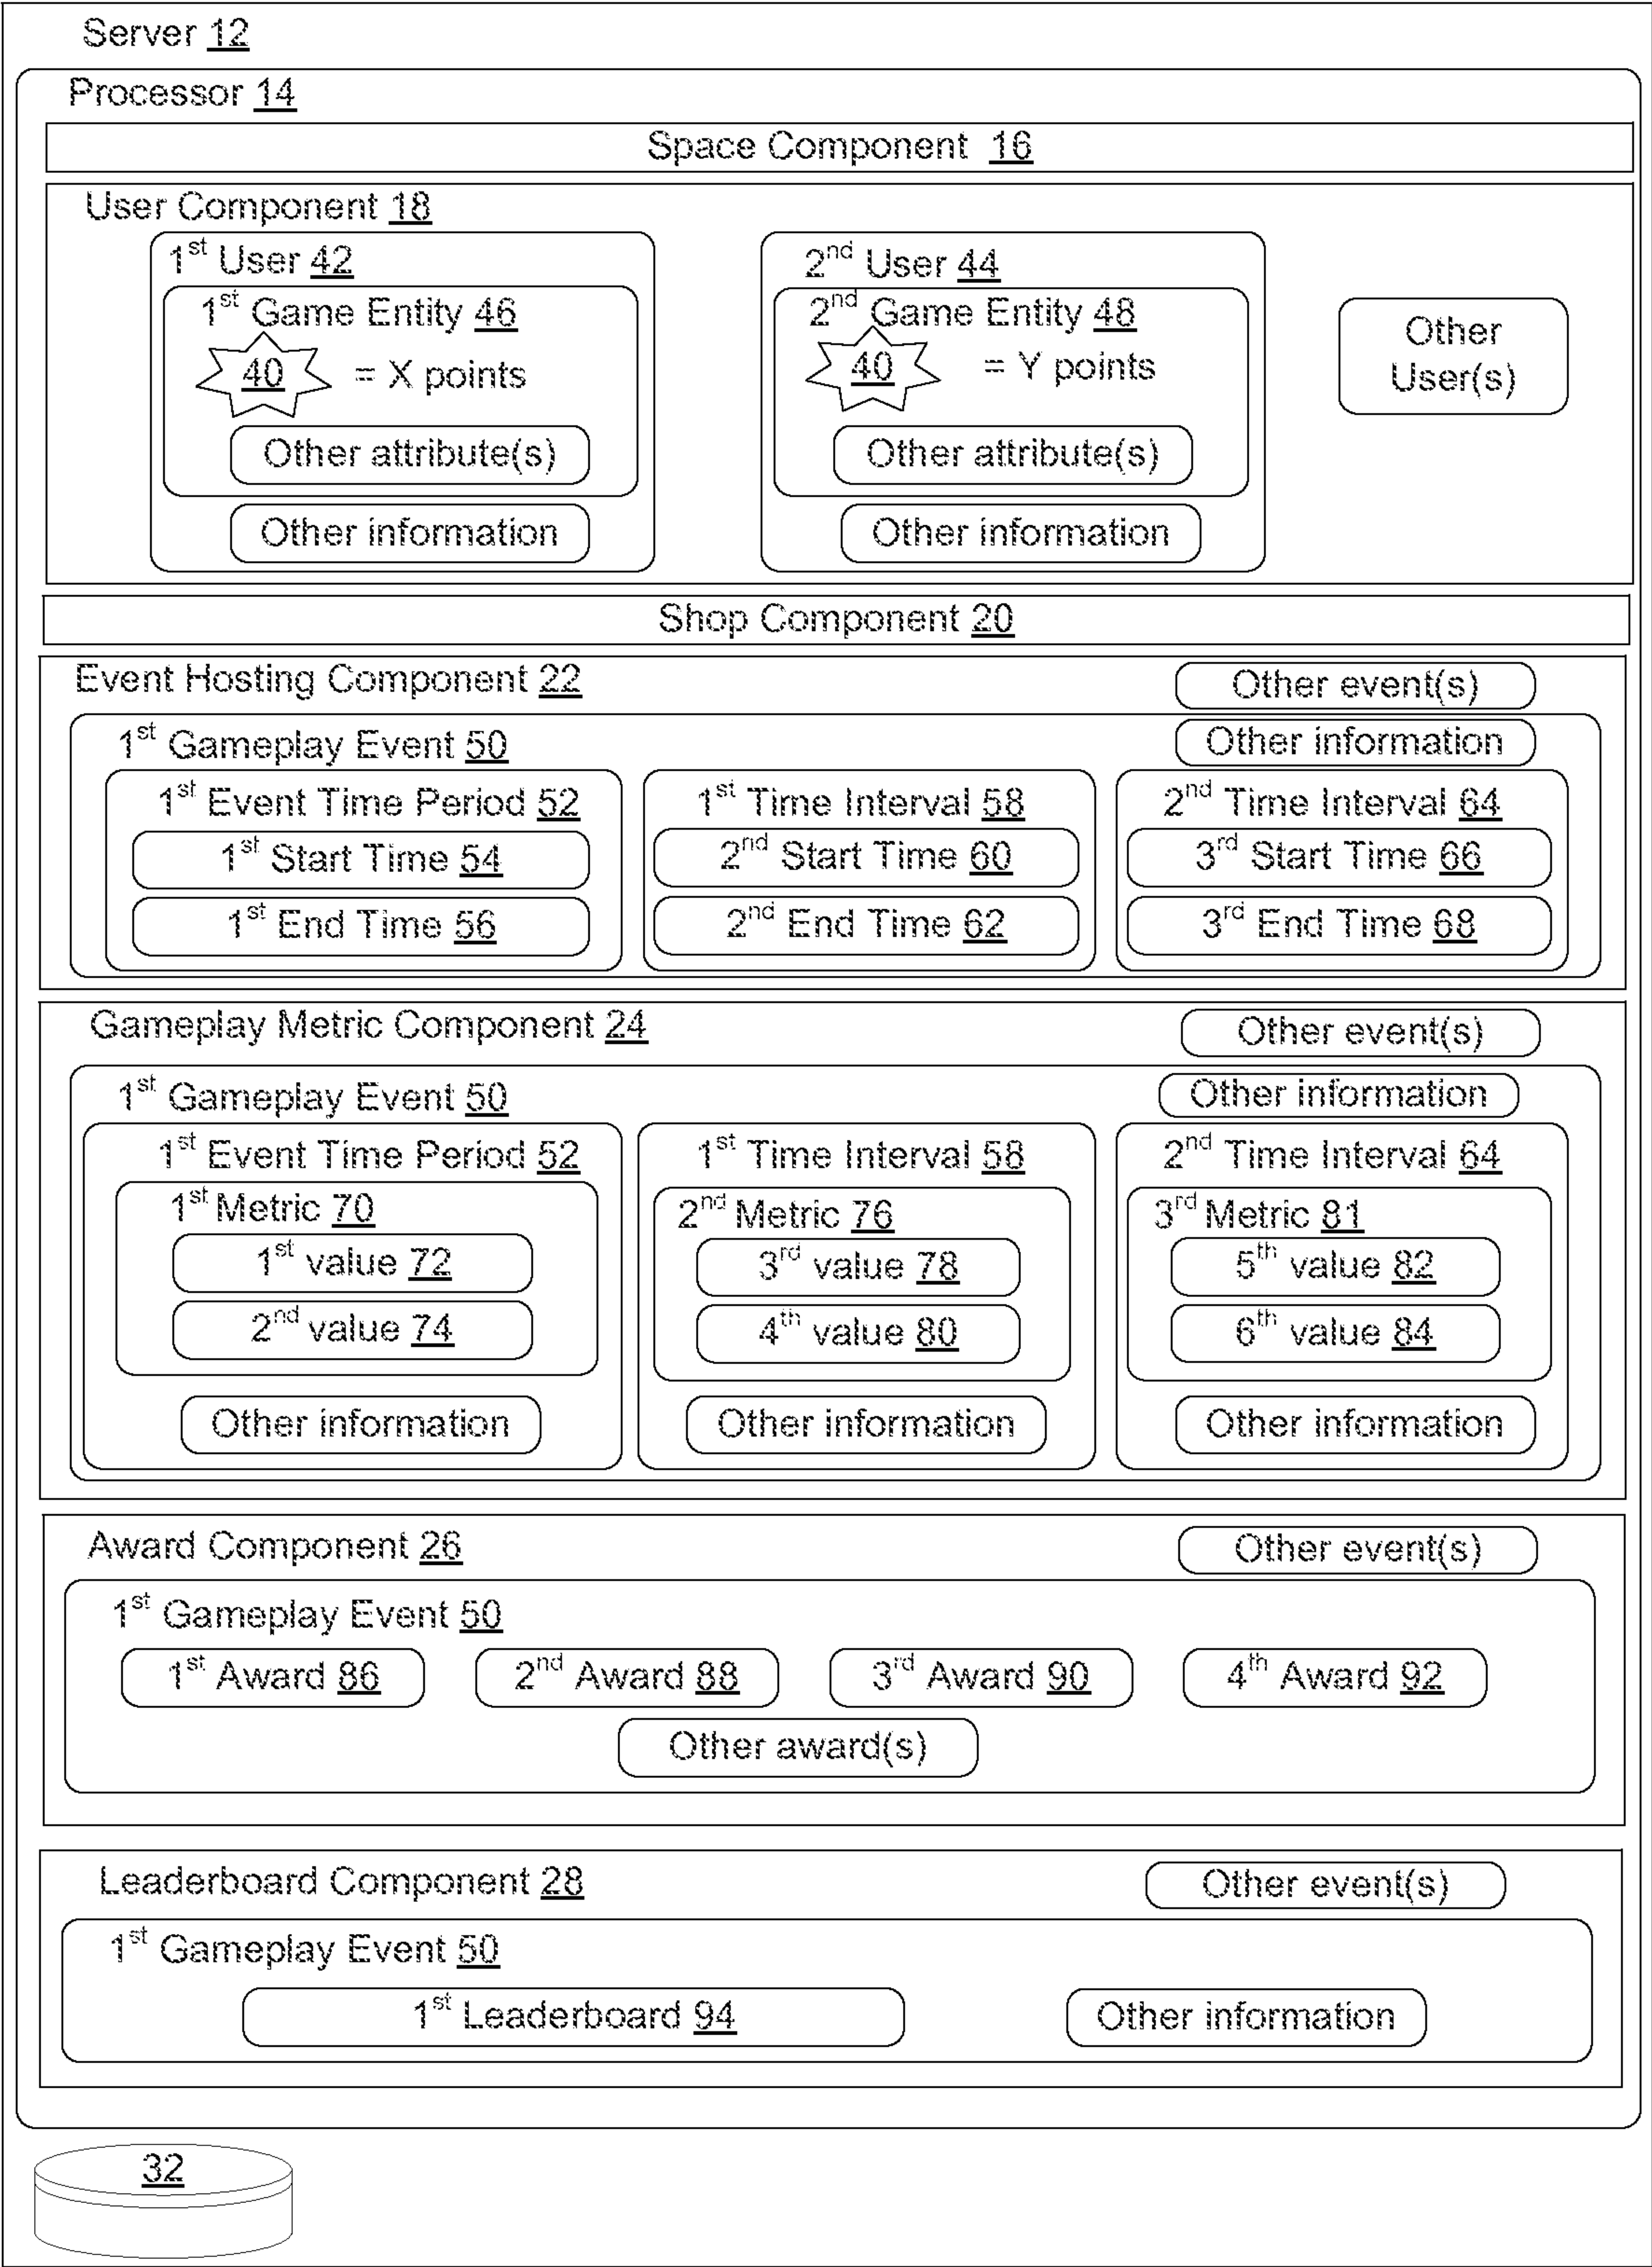 Server 12
Processor 14
Space Component 16
User Component 18
1st User 42
2nd User 44
1st Game Entity 46
2nd Game Entity 48
40 = X points
40 = Y points
Other
User(s)
Other attribute(s)
Other attribute(s)
Other information
Other information
Shop Component 20
Event Hosting Component 22
Other event(s)
1st Gameplay Event 50
Other information
1st Event Time Period 52
1st Start Time 54
1st End Time 56
1st Time Interval 58
2nd Start Time 60
2nd End Time 62
2nd Time Interval 64
3rd Start Time 66
3rd End Time 68
Gameplay Metric Component 24
Other event(s)
1st Gameplay Event 50
Other information
1st Event Time Period 52
1st Metric 70
1st value 72
2nd value 74
Other information
1st Time Interval 58
2nd Metric 76
3rd value 78
4th value 80
Other information
2nd Time Interval 64
3rd Metric 81
5th value 82
6th value 84
Other information
Award Component 26
Other event(s)
1st Gameplay Event 50
1st Award 86
2nd Award 88
3rd Award 90
4th Award 92
Other award(s)
Leaderboard Component 28
Other event(s)
1st Gameplay Event 50
1st Leaderboard 94
Other information
32